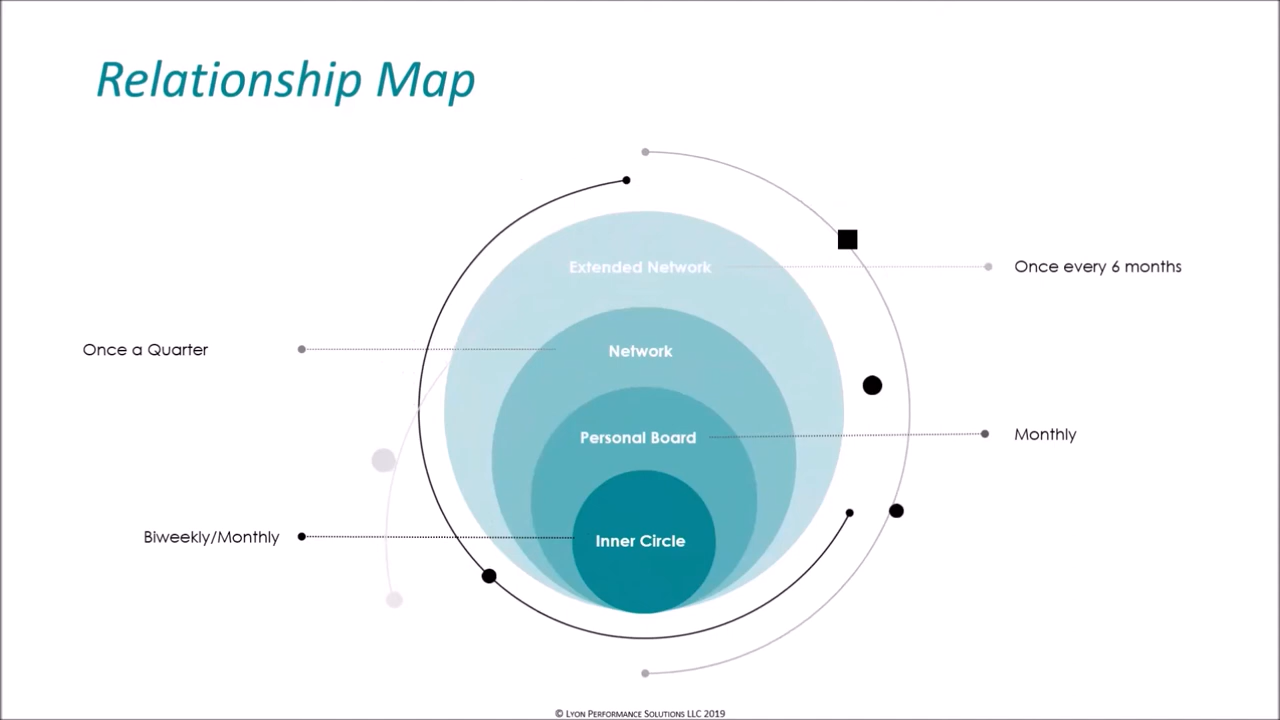 Relationship Map
Extended Network
Once every 6 months
Once a Quarter
Network
Personal Board
Monthly
Biweekly/Monthly
Inner Circle
© Lyon Performance Solutions LLC 2019